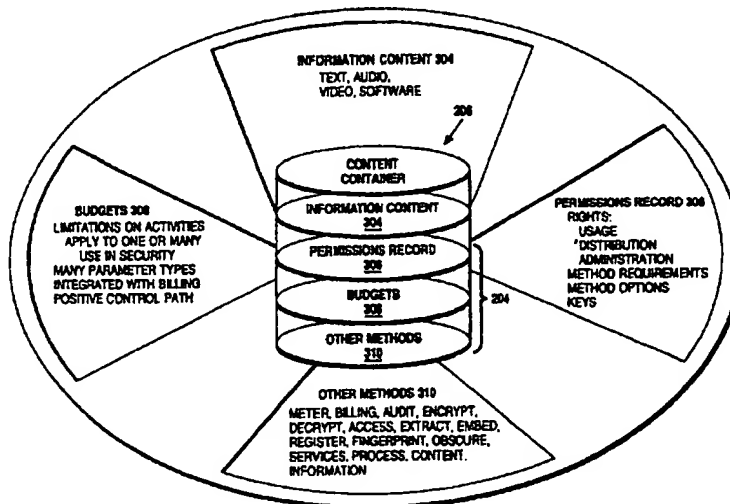 INFORMATION CONTENT 304
TEXT, AUDIO,
VIDEO, SOFTWARE
206
CONTENT
CONTAINER
INFORMATION CONTENT
304
PERMISSIONS RECORD
306
BUDGETS
308
OTHER METHODS
310
204
BUDGETS 308
LIMITATIONS ON ACTIVITIES
APPLY TO ONE OR MANY
USE IN SECURITY
MANY PARAMETER TYPES
INTEGRATED WITH BILLING
POSITIVE CONTROL PATH
PERMISSIONS RECORD 306
RIGHTS:
USAGE
DISTRIBUTION
ADMINISTRATION
METHOD REQUIREMENTS
METHOD OPTIONS
KEYS
OTHER METHODS 310
METER, BILLING, AUDIT, ENCRYPT,
DECRYPT, ACCESS, EXTRACT, EMBED,
REGISTER, FINGERPRINT, OBSCURE,
SERVICES, PROCESS, CONTENT.
INFORMATION